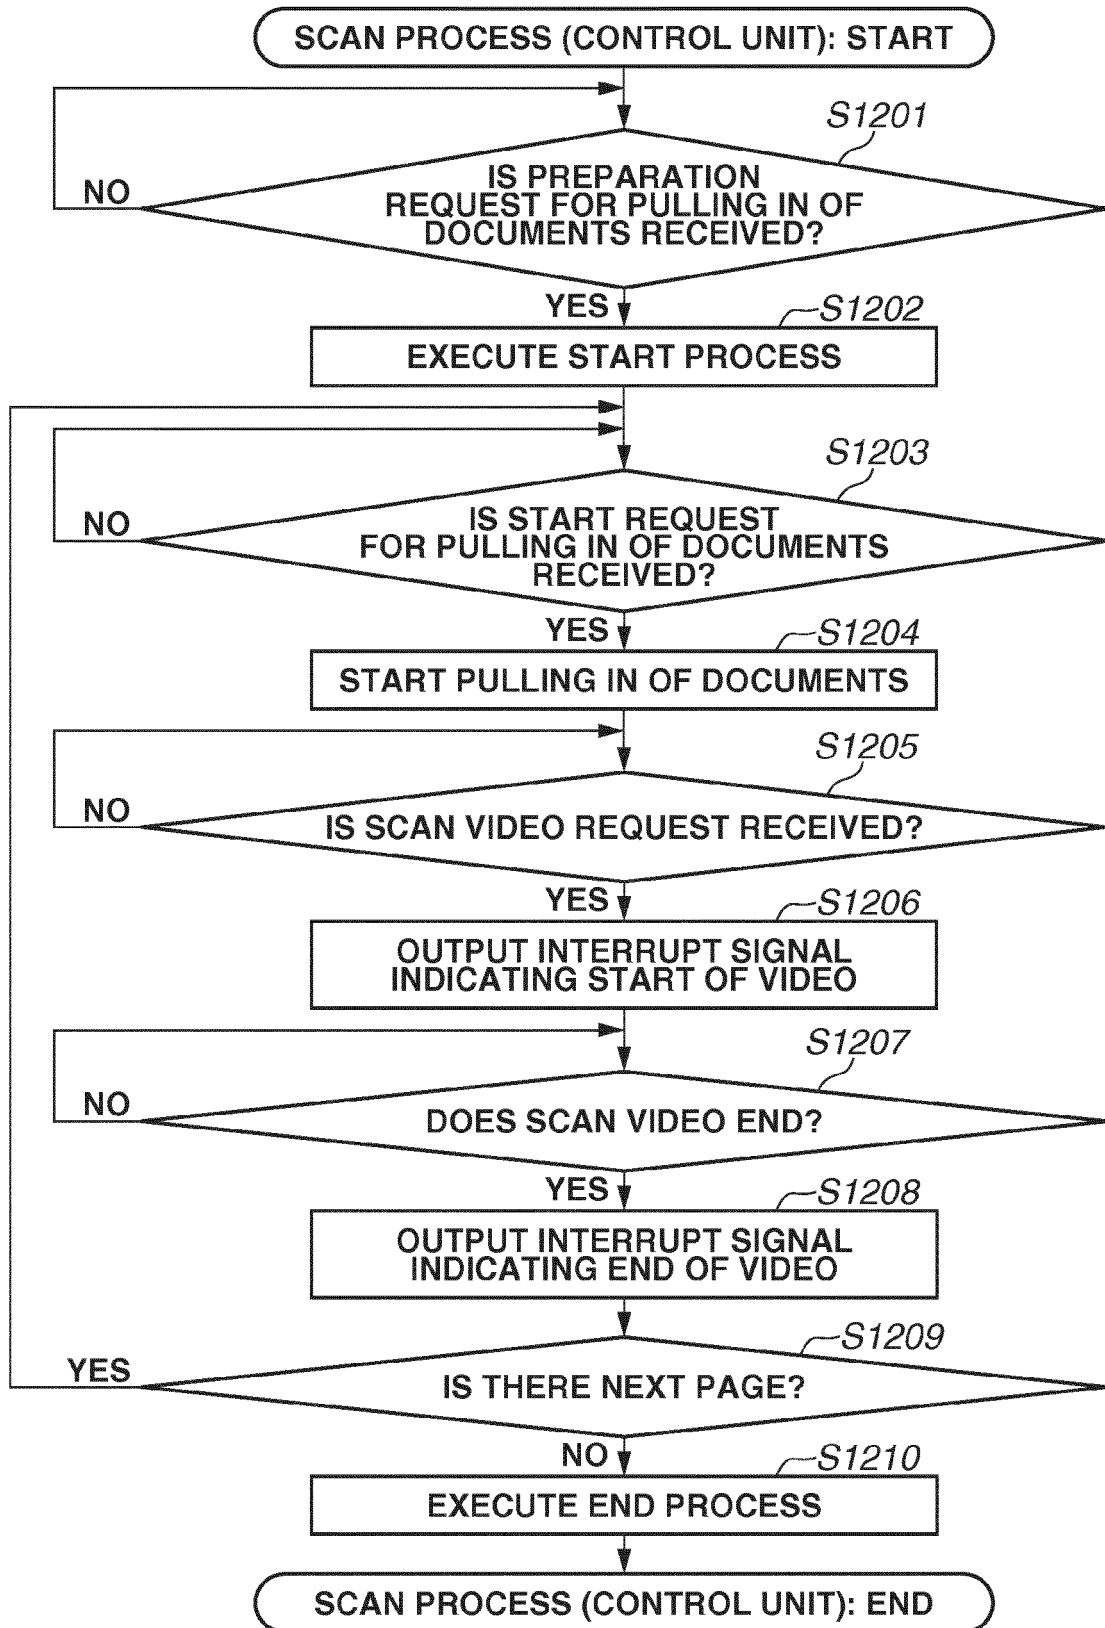 SCAN PROCESS (CONTROL UNIT): START
S1201
IS PREPARATION
REQUEST FOR PULLING IN OF
DOCUMENTS RECEIVED?
NO
YES
S1202
EXECUTE START PROCESS
S1203
IS START REQUEST
FOR PULLING IN OF DOCUMENTS
RECEIVED?
NO
YES
S1204
START PULLING IN OF DOCUMENTS
S1205
NO
IS SCAN VIDEO REQUEST RECEIVED?
YES
S1206
OUTPUT INTERRUPT SIGNAL
INDICATING START OF VIDEO
S1207
NO
DOES SCAN VIDEO END?
YES
S1208
OUTPUT INTERRUPT SIGNAL
INDICATING END OF VIDEO
S1209
YES
IS THERE NEXT PAGE?
NO
S1210
EXECUTE END PROCESS
SCAN PROCESS (CONTROL UNIT): END